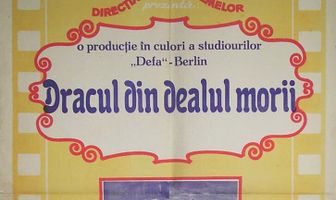 prezintă:
o producție în culori a studiourilor
„Defa"-Berlin
Dracul din dealul morii